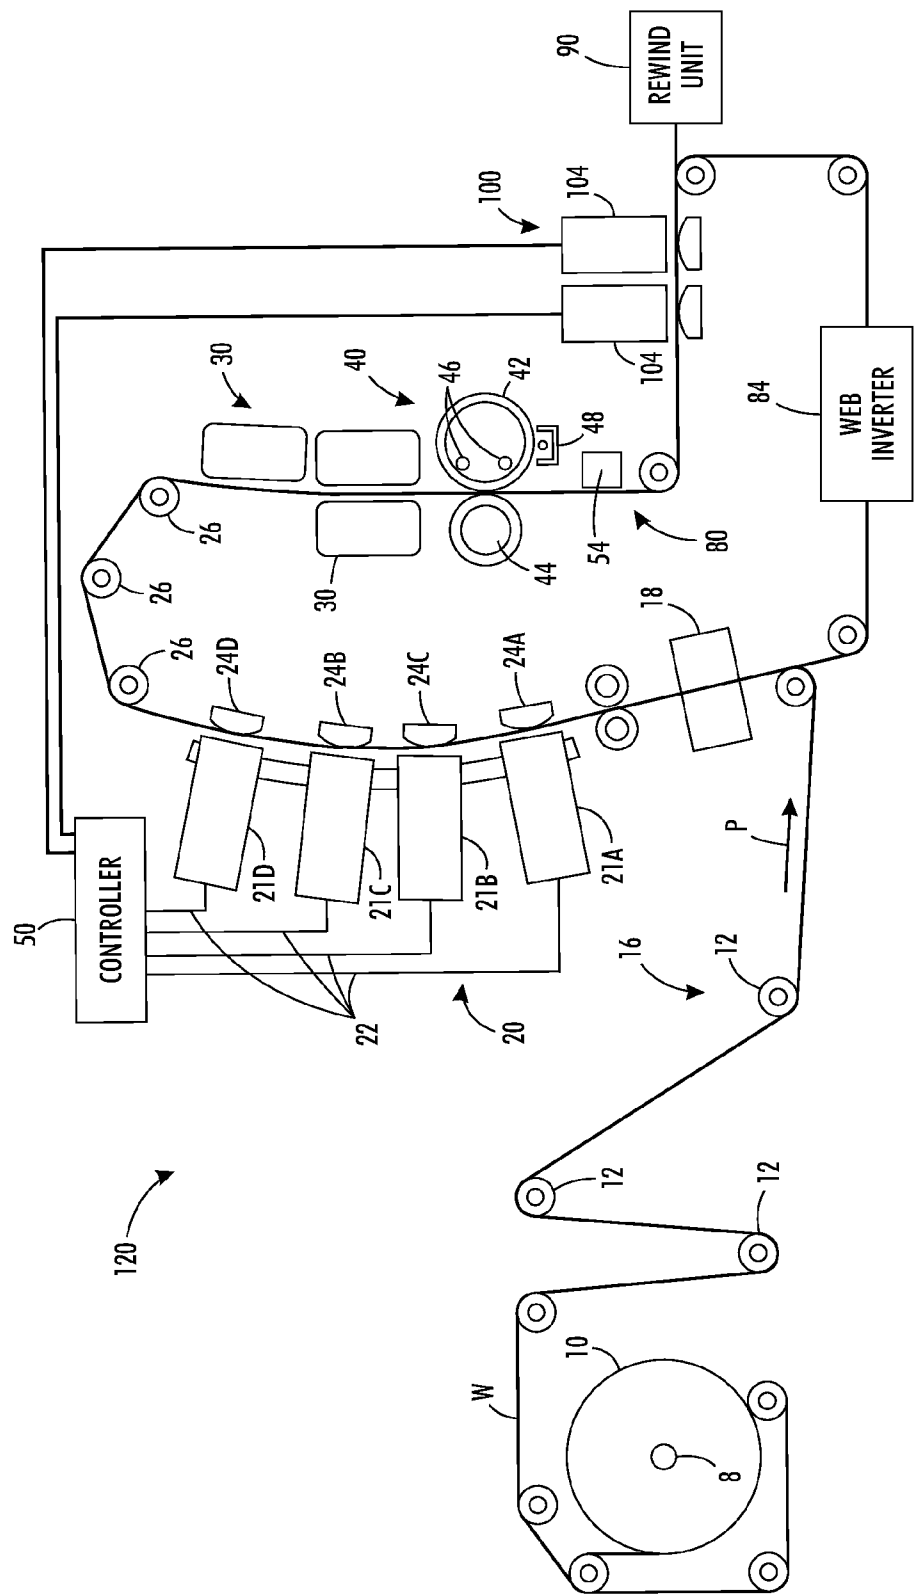 50
CONTROLLER
120
26
26
26
24D
30
21D
24B
30
40
22
21C
24C
46
21B
W
20
24A
42
100
44
10
48
104
90
54
12
21A
16
18
104
REWIND
UNIT
80
8
12
P
12
84
WEB
INVERTER